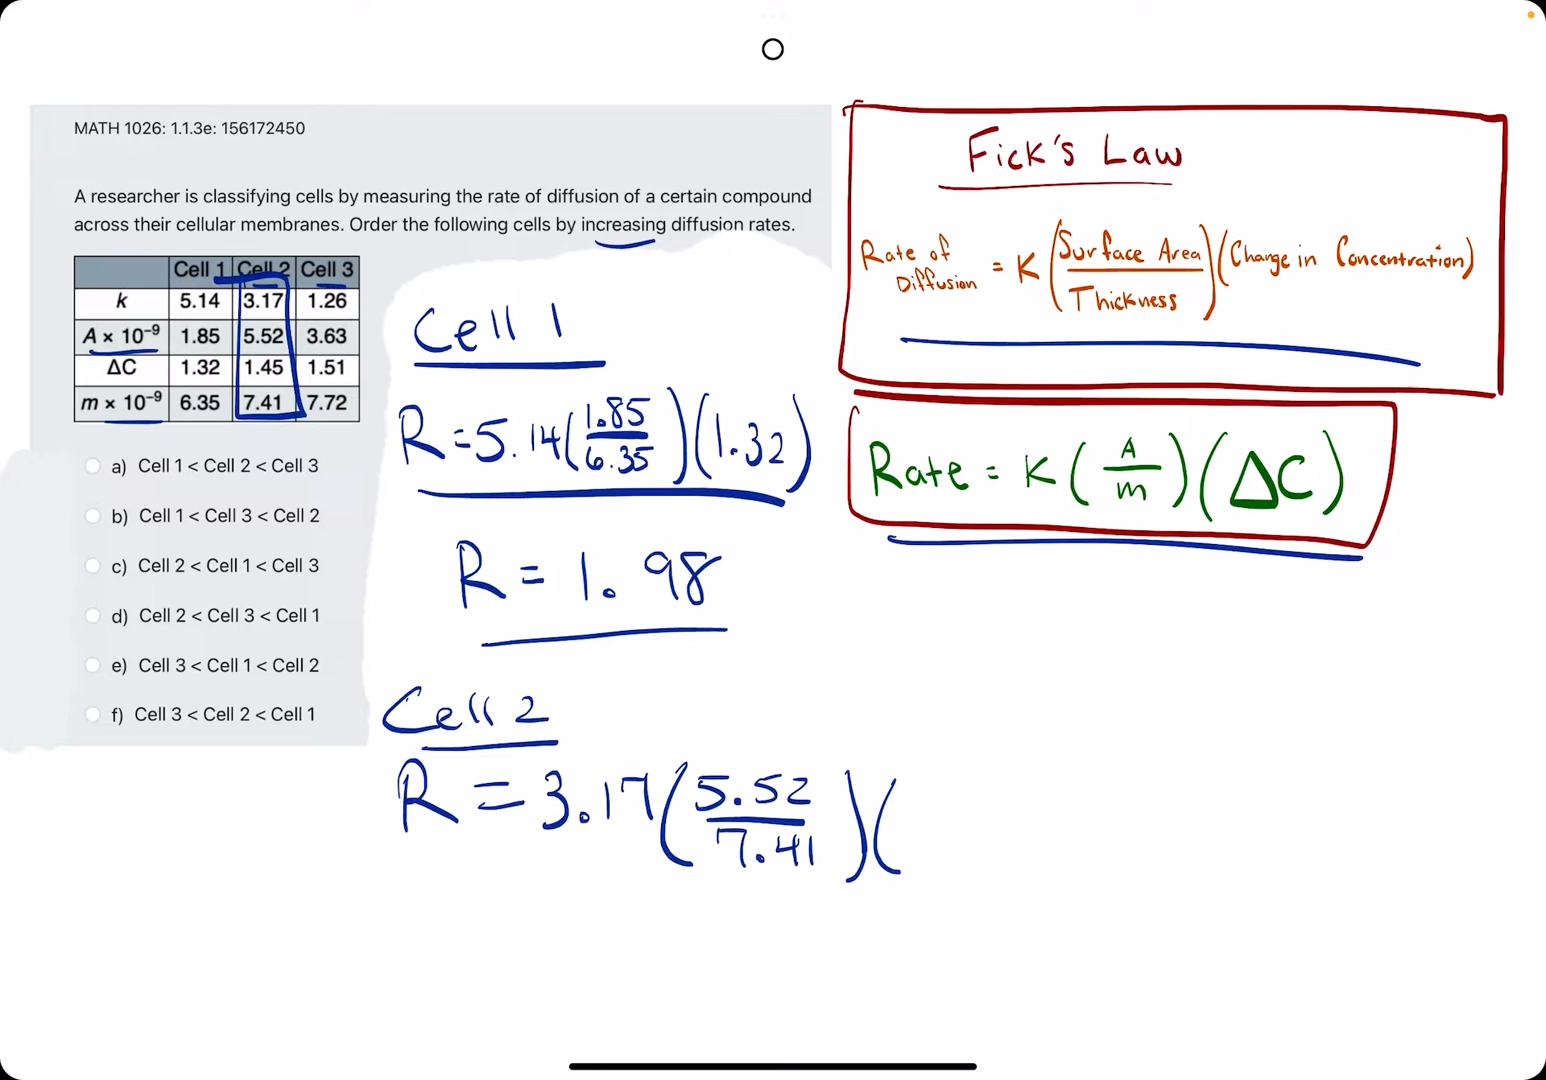 MATH 1026: 1.1.3e: 156172450
A researcher is classifying cells by measuring the rate of diffusion of a certain compound
across their cellular membranes. Order the following cells by increasing diffusion rates.
Cell 1 Cell 2 Cell 3
k 5.14 3.17 1.26
A × 10⁻⁹ 1.85 5.52 3.63
ΔC 1.32 1.45 1.51
m × 10⁻⁹ 6.35 7.41 7.72
a) Cell 1 < Cell 2 < Cell 3
b) Cell 1 < Cell 3 < Cell 2
c) Cell 2 < Cell 1 < Cell 3
d) Cell 2 < Cell 3 < Cell 1
e) Cell 3 < Cell 1 < Cell 2
f) Cell 3 < Cell 2 < Cell 1
Cell 1
R = 5.14 (1.85/6.35)(1.32)
R = 1.98
Cell 2
R = 3.17 (5.52/7.41)(
Fick's Law
Rate of Diffusion = K (Surface Area/Thickness)(Change in Concentration)
Rate = K (A/m)(ΔC)